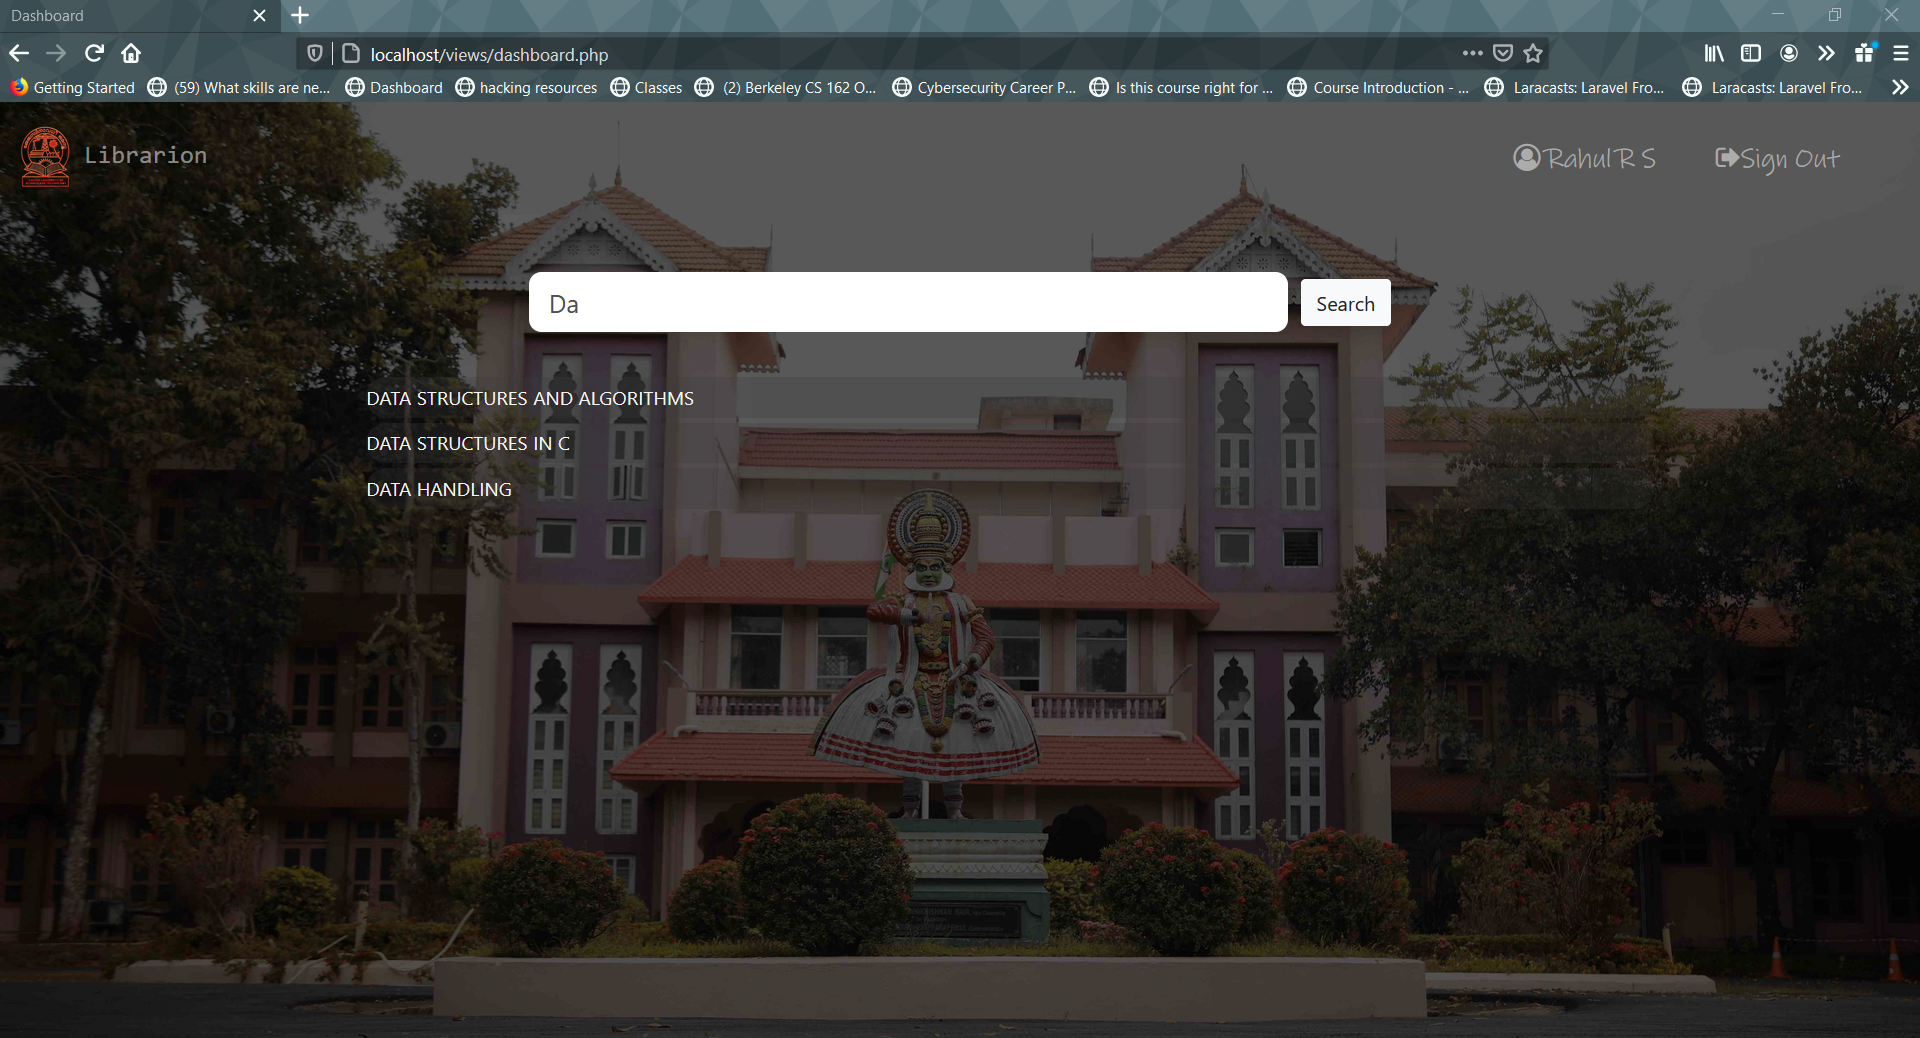 Dashboard
localhost/views/dashboard.php
Getting Started
(59) What skills are ne...
Dashboard
hacking resources
Classes
(2) Berkeley CS 162 O...
Cybersecurity Career P...
Is this course right for ...
Course Introduction - ...
Laracasts: Laravel Fro...
Laracasts: Laravel Fro...
Librarion
Rahul R S
Sign Out
Da
Search
DATA STRUCTURES AND ALGORITHMS
DATA STRUCTURES IN C
DATA HANDLING